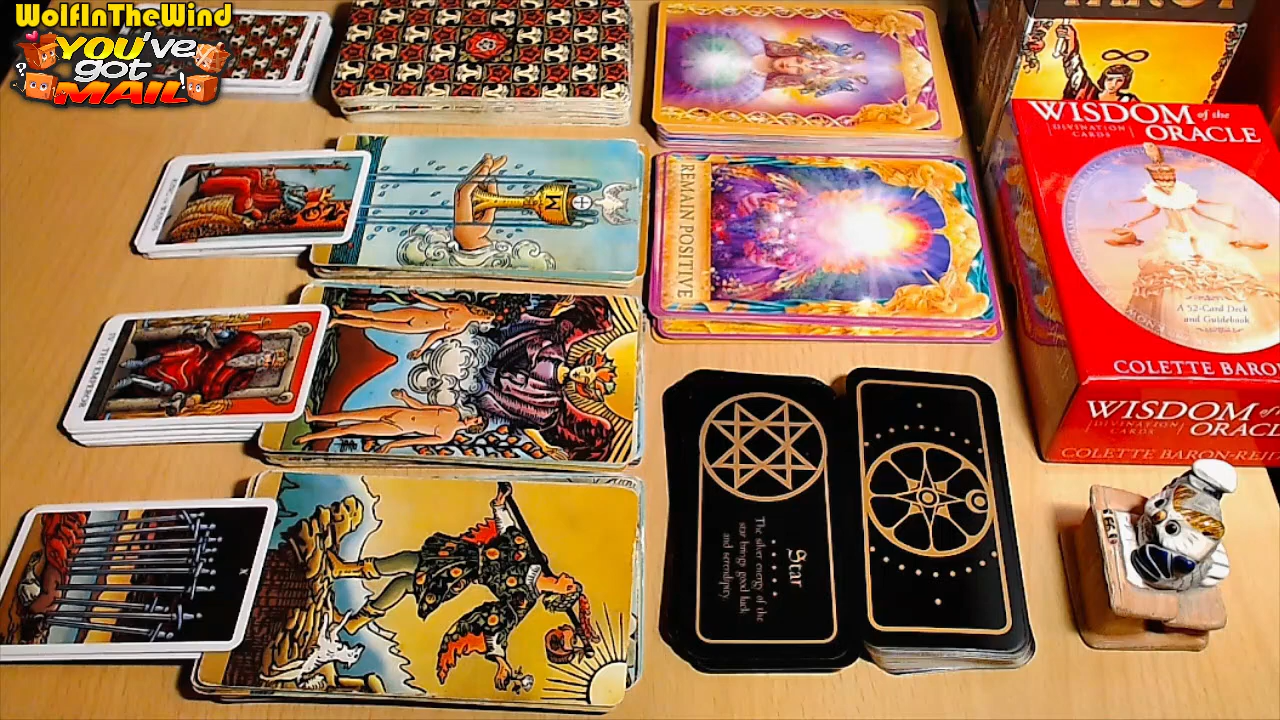 WolfInTheWind
YOU'VE
got
MAIL!
TAROT
WISDOM of the
DIVINATION
CARDS
ORACLE
A 52-Card Deck
and Guidebook
COLETTE BARON
WISDOM of
DIVINATION
CARDS
ORACLE
COLETTE BARON-REID
REMAIN POSITIVE
IV THE EMPEROR
X
M
Star
The silver energy of the
star brings good luck
and serendipity